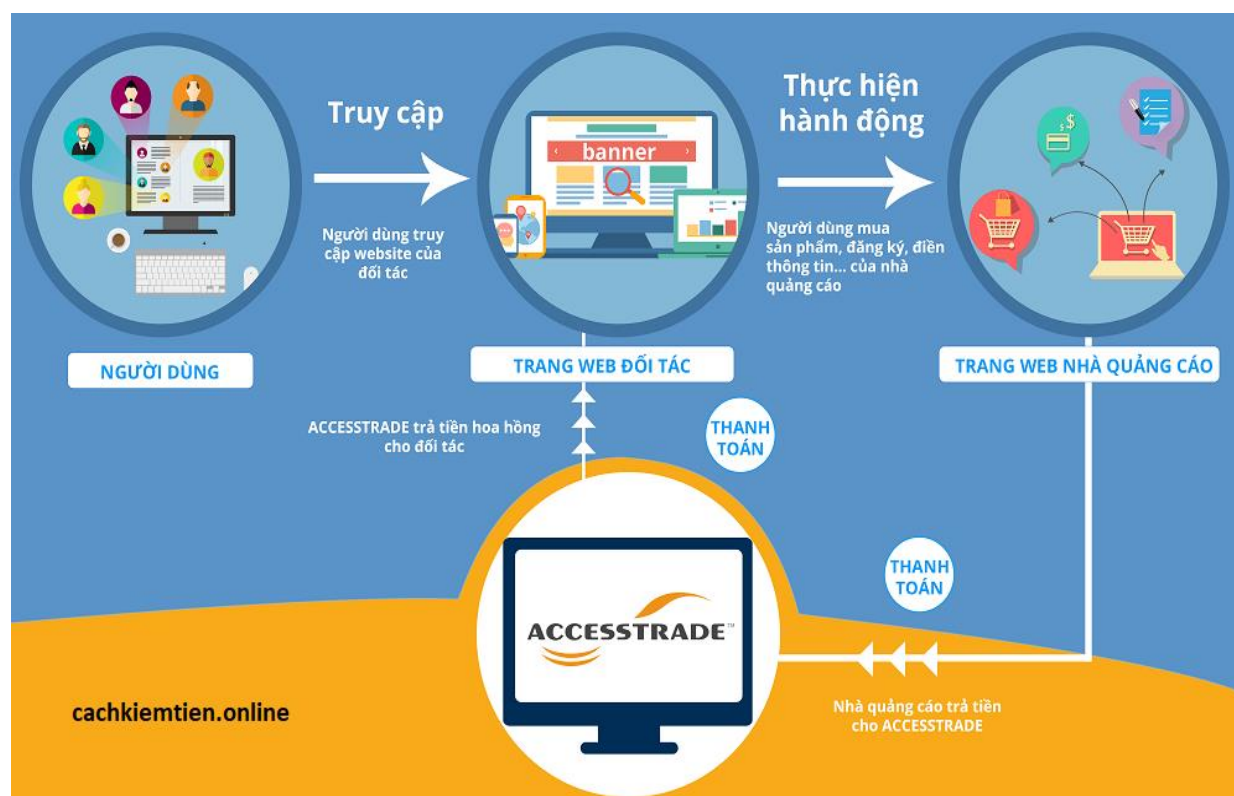 Truy cập
Người dùng truy
cập website của
đối tác
NGƯỜI DÙNG
banner
TRANG WEB ĐỐI TÁC
Thực hiện
hành động
Người dùng mua
sản phẩm, đăng ký, điền
thông tin... của nhà
quảng cáo
TRANG WEB NHÀ QUẢNG CÁO
$
$
ACCESSTRADE trả tiền hoa hồng
cho đối tác
THANH
TOÁN
THANH
TOÁN
ACCESSTRADE™
Nhà quảng cáo trả tiền
cho ACCESSTRADE
cachkiemtien.online